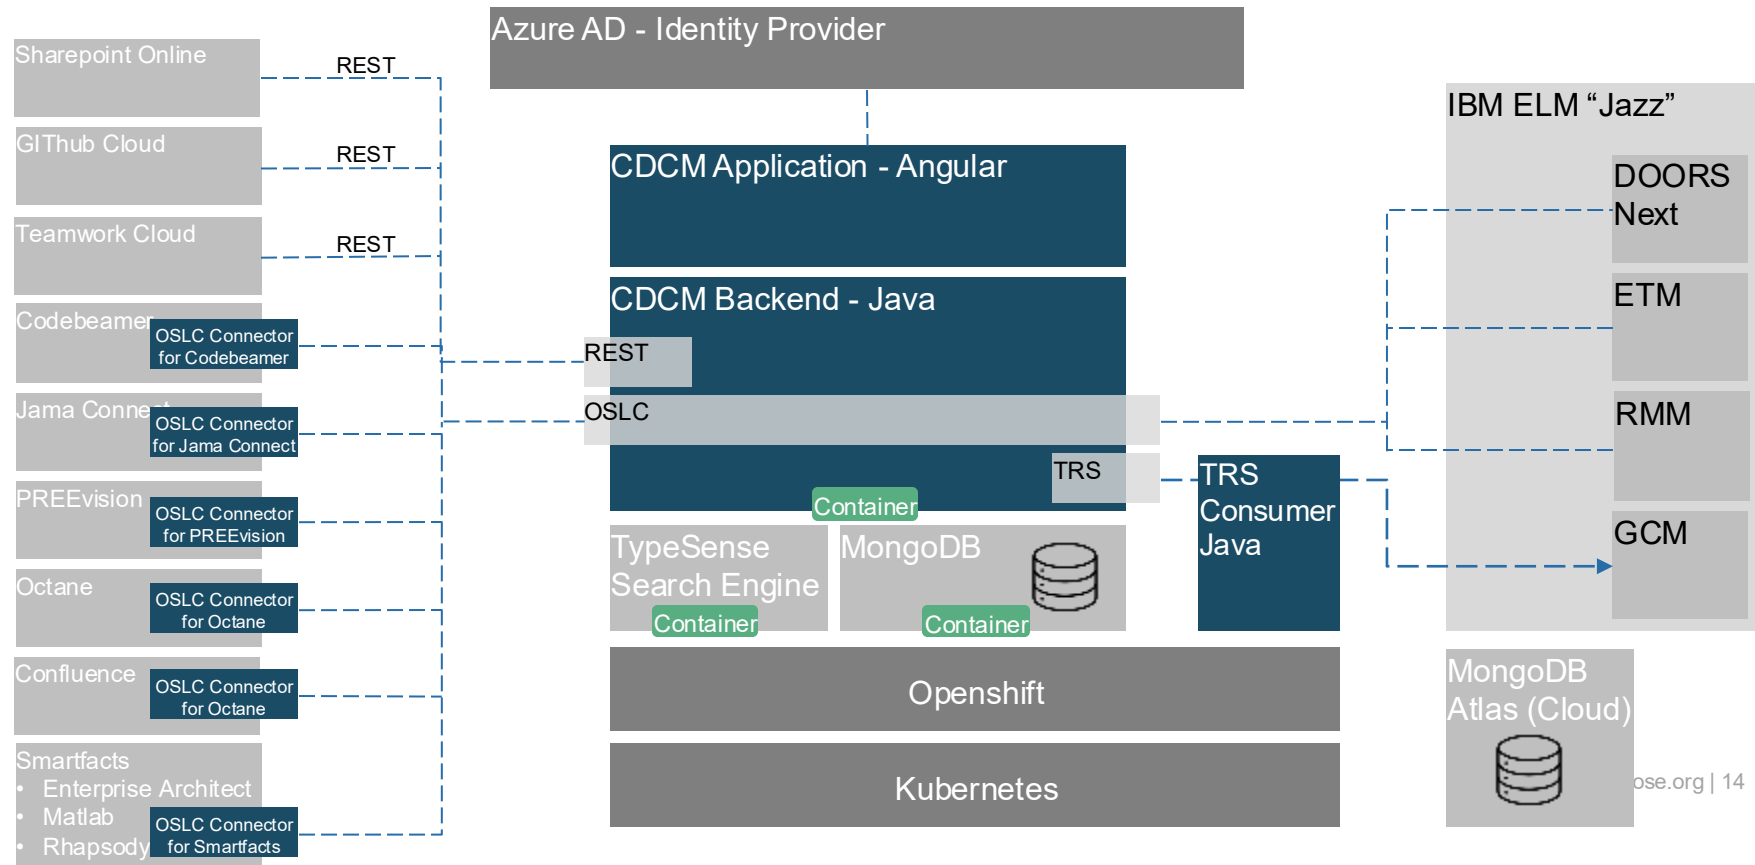 Azure AD - Identity Provider
Sharepoint Online
REST
GIThub Cloud
REST
Teamwork Cloud
REST
Codebeamer
OSLC Connector
for Codebeamer
Jama Connect
OSLC Connector
for Jama Connect
PREEvision
OSLC Connector
for PREEvision
Octane
OSLC Connector
for Octane
Confluence
OSLC Connector
for Octane
Smartfacts
• Enterprise Architect
• Matlab
• Rhapsody
OSLC Connector
for Smartfacts
CDCM Application - Angular
CDCM Backend - Java
REST
OSLC
TRS
Container
TypeSense
Search Engine
Container
MongoDB
Container
TRS
Consumer
Java
Openshift
Kubernetes
IBM ELM “Jazz”
DOORS
Next
ETM
RMM
GCM
MongoDB
Atlas (Cloud)
ose.org | 14